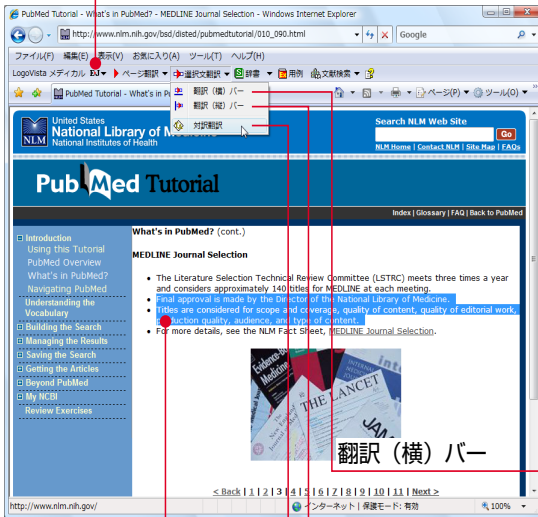 PubMed Tutorial - What's in PubMed? - MEDLINE Journal Selection - Windows Internet Explorer
http://www.nlm.nih.gov/bsd/disted/pubmedtutorial/010_090.html
Google
ファイル(F) 編集(E) 表示(V) お気に入り(A) ツール(T) ヘルプ(H)
LogoVista メディカル EJ ページ翻訳 選択文翻訳 辞書 用例 文献検索
PubMed Tutorial - What's in P
ページ(P) ツール(O)
翻訳（横）バー
翻訳（縦）バー
対訳翻訳
United States
National Library of M
National Institutes of Health
NLM
Search NLM Web Site
Go
NLM Home | Contact NLM | Site Map | FAQs
PubMed Tutorial
Index | Glossary | FAQ | Back to PubMed
Introduction
Using this Tutorial
PubMed Overview
What's in PubMed?
Navigating PubMed
Understanding the
Vocabulary
Building the Search
Managing the Results
Saving the Search
Getting the Articles
Beyond PubMed
My NCBI
Review Exercises
What's in PubMed? (cont.)
MEDLINE Journal Selection
The Literature Selection Technical Review Committee (LSTRC) meets three times a year
and considers approximately 140 titles for MEDLINE at each meeting.
Final approval is made by the Director of the National Library of Medicine.
Titles are considered for scope and coverage, quality of content, quality of editorial work,
production quality, audience, and type of content.
For more details, see the NLM Fact Sheet, MEDLINE Journal Selection.
Evidence-Based
Medicine
THE LANCET
JAMA
翻訳（横）バー
< Back | 1 | 2 | 3 | 4 | 5 | 6 | 7 | 8 | 9 | 10 | 11 | Next >
http://www.nlm.nih.gov/
インターネット | 保護モード: 有効
100%